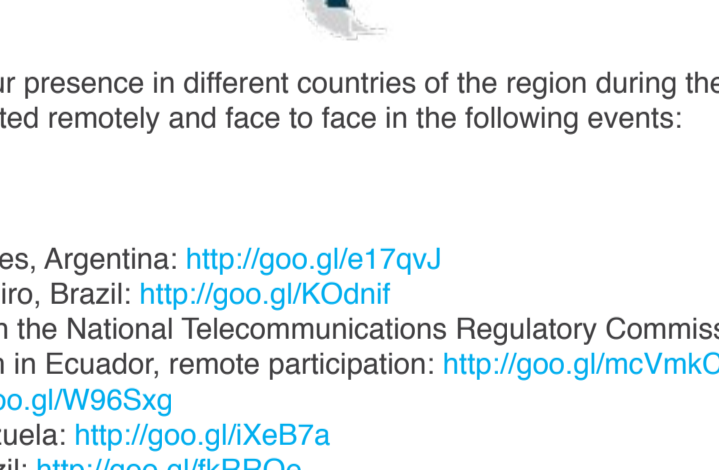 ur presence in different countries of the region during the
ted remotely and face to face in the following events:
es, Argentina: http://goo.gl/e17qvJ
iro, Brazil: http://goo.gl/KOdnif
n the National Telecommunications Regulatory Commiss
n in Ecuador, remote participation: http://goo.gl/mcVmkC
oo.gl/W96Sxg
zuela: http://goo.gl/iXeB7a
zil: